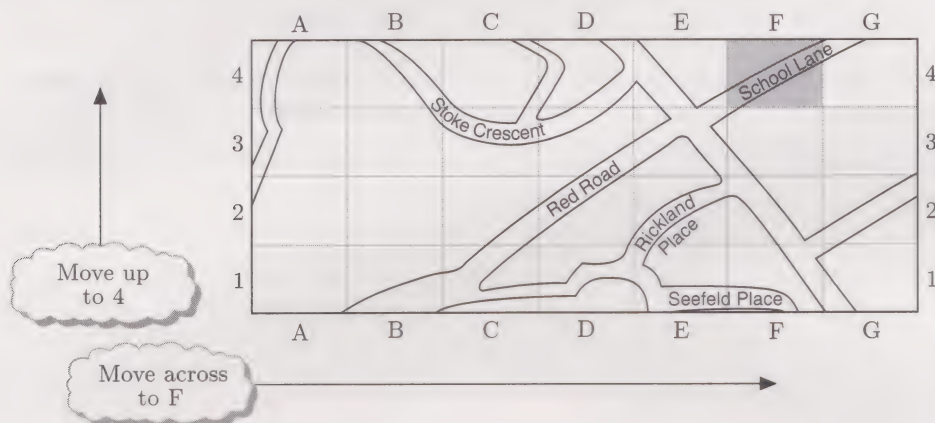 A B C D E F G
4 4
3 3
2 2
1 1
School Lane
Stoke Crescent
Red Road
Rickland
Place
Seefeld Place
A B C D E F G
Move up
to 4
Move across
to F